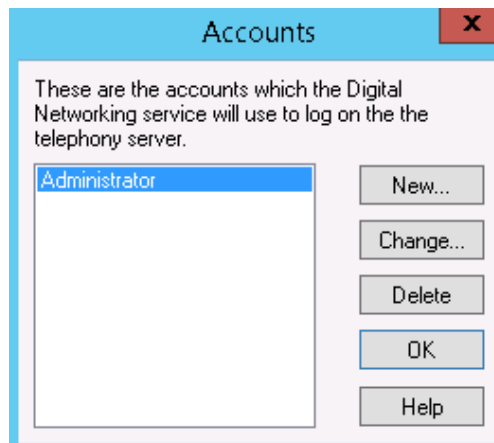 Accounts
x
These are the accounts which the Digital
Networking service will use to log on the the
telephony server.
Administrator
New...
Change...
Delete
OK
Help